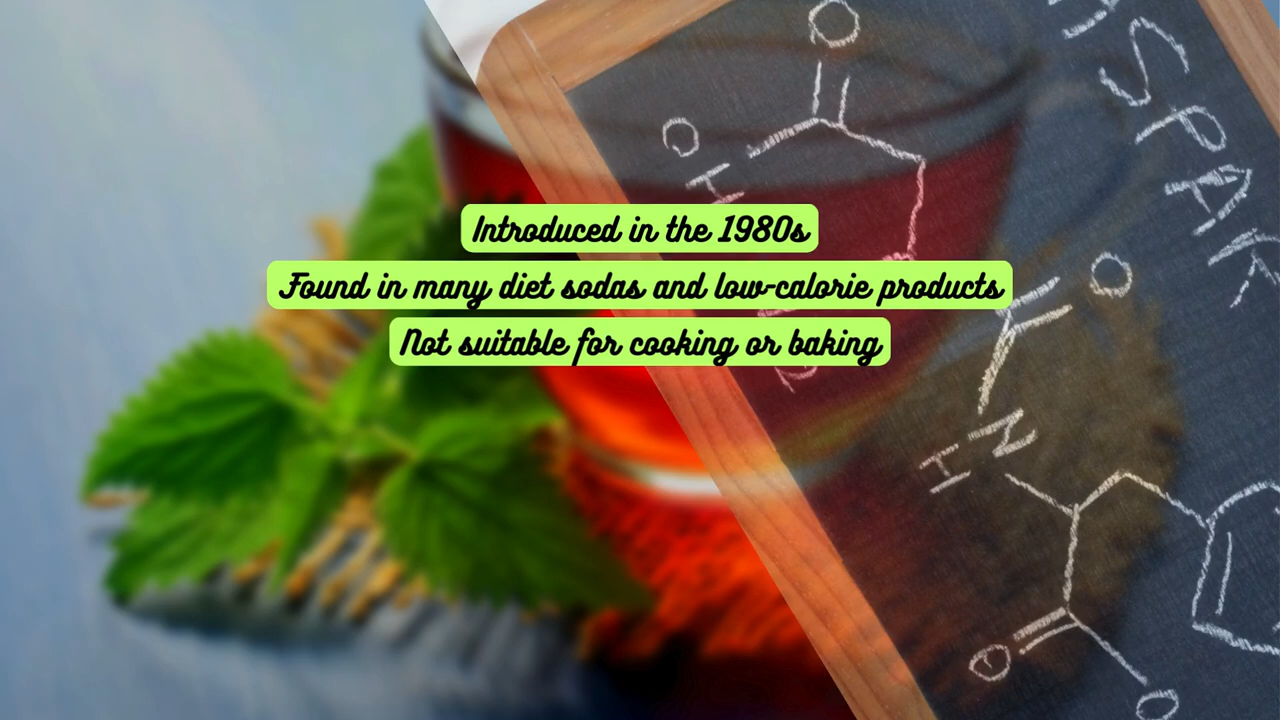 Introduced in the 1980s
Found in many diet sodas and low-calorie products
Not suitable for cooking or baking
O
H
O
N
H
O
O